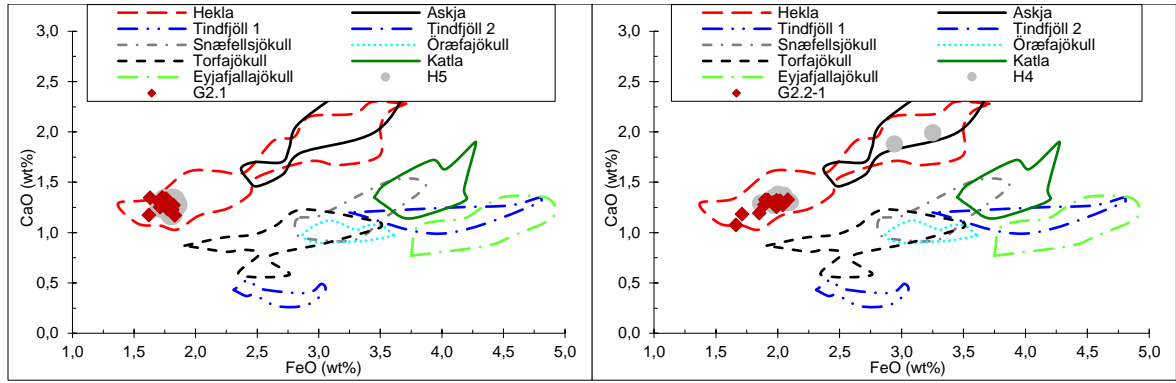 Hekla Askja
Tindfjöll 1 Tindfjöll 2
Snæfellsjökull Öræfajökull
Torfajökull Katla
Eyjafjallajökull H5
G2.1
CaO (wt%)
3,0
2,5
2,0
1,5
1,0
0,5
0,0
1,0 1,5 2,0 2,5 3,0 3,5 4,0 4,5 5,0
FeO (wt%)
Hekla Askja
Tindfjöll 1 Tindfjöll 2
Snæfellsjökull Öræfajökull
Torfajökull Katla
Eyjafjallajökull H4
G2.2-1
CaO (wt%)
3,0
2,5
2,0
1,5
1,0
0,5
0,0
1,0 1,5 2,0 2,5 3,0 3,5 4,0 4,5 5,0
FeO (wt%)